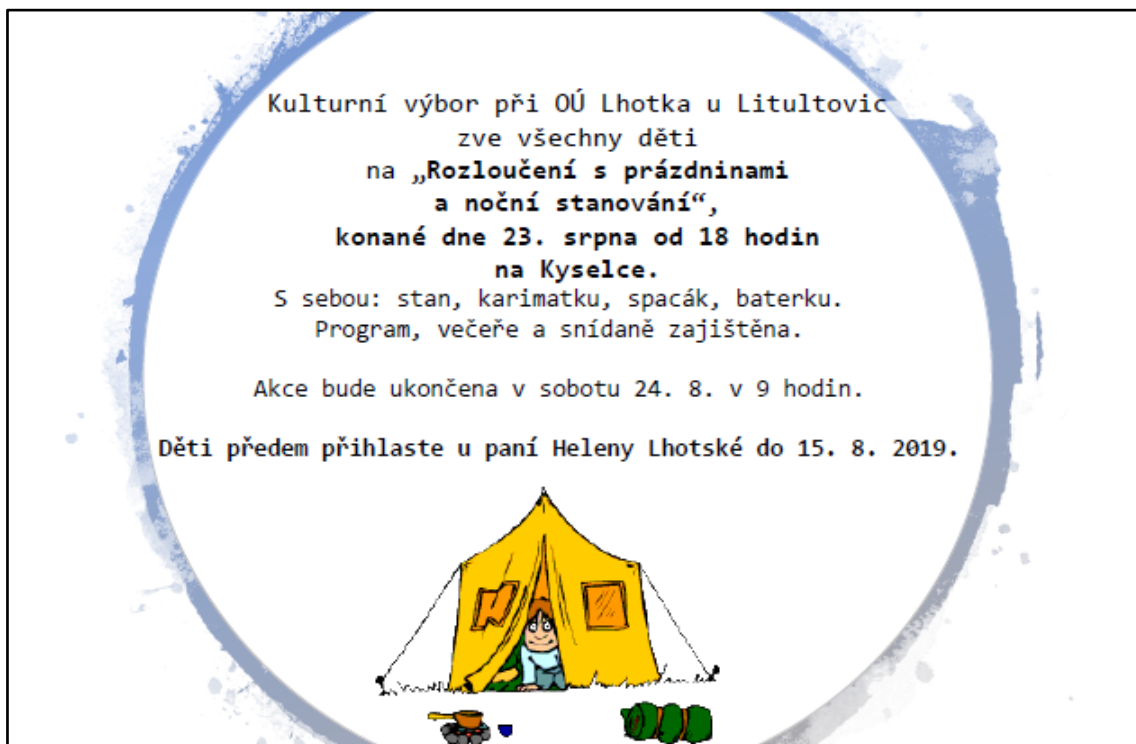 Kulturní výbor při OÚ Lhotka u Litultovic
zve všechny děti
na „Rozloučení s prázdninami
a noční stanování“,
konané dne 23. srpna od 18 hodin
na Kyselce.
S sebou: stan, karimatku, spacák, baterku.
Program, večeře a snídaně zajištěna.
Akce bude ukončena v sobotu 24. 8. v 9 hodin.
Děti předem přihlaste u paní Heleny Lhotské do 15. 8. 2019.